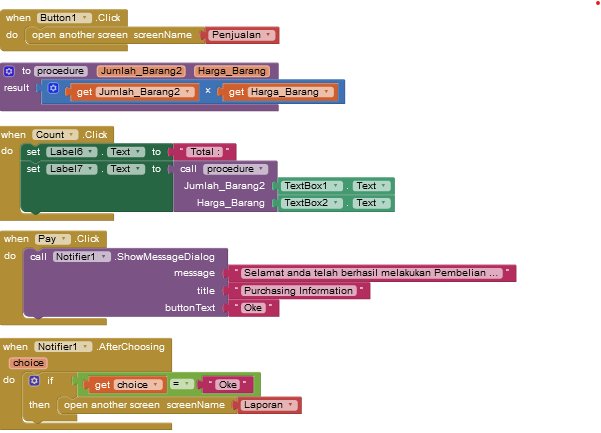 when Button1 .Click
do open another screen screenName Penjualan
to procedure Jumlah_Barang2 Harga_Barang
result get Jumlah_Barang2 × get Harga_Barang
when Count .Click
do set Label6 . Text to " Total : "
set Label7 . Text to call procedure
Jumlah_Barang2 TextBox1 . Text
Harga_Barang TextBox2 . Text
when Pay .Click
do call Notifier1 .ShowMessageDialog
message " Selamat anda telah berhasil melakukan Pembelian ... "
title " Purchasing Information "
buttonText " Oke "
when Notifier1 .AfterChoosing
choice
do if get choice = " Oke "
then open another screen screenName Laporan